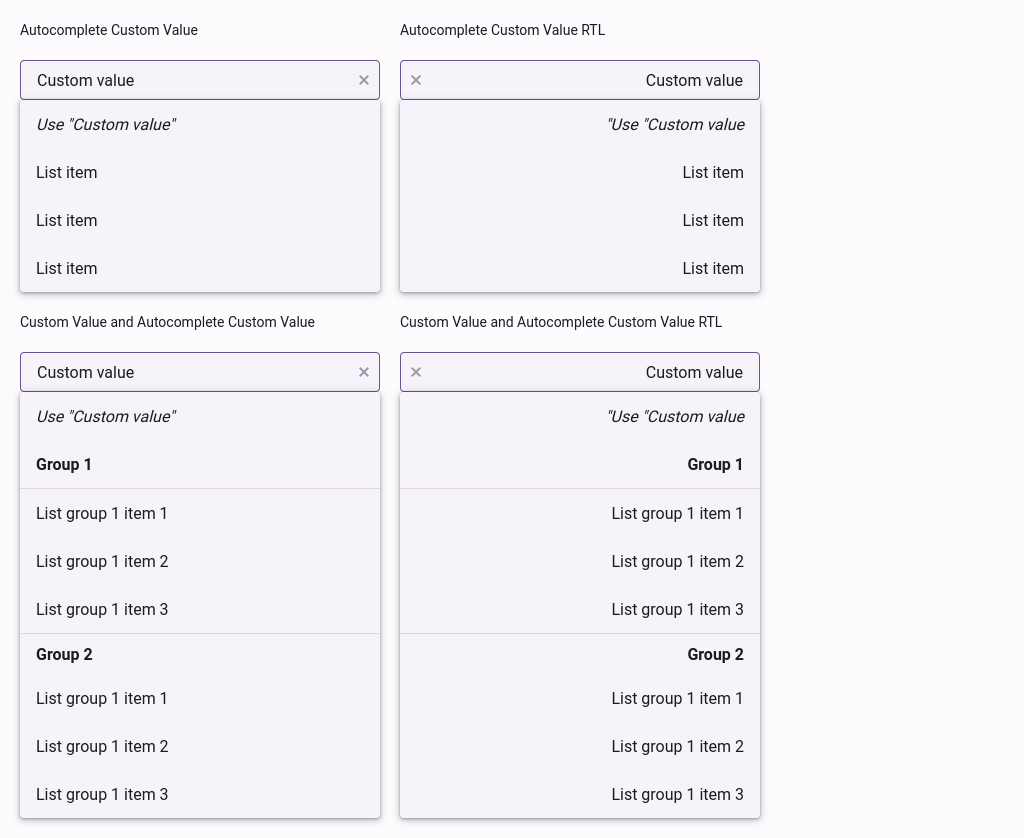 Autocomplete Custom Value
Custom value
Use "Custom value"
List item
List item
List item
Autocomplete Custom Value RTL
Custom value
"Use "Custom value
List item
List item
List item
Custom Value and Autocomplete Custom Value
Custom value
Use "Custom value"
Group 1
List group 1 item 1
List group 1 item 2
List group 1 item 3
Group 2
List group 1 item 1
List group 1 item 2
List group 1 item 3
Custom Value and Autocomplete Custom Value RTL
Custom value
"Use "Custom value
Group 1
List group 1 item 1
List group 1 item 2
List group 1 item 3
Group 2
List group 1 item 1
List group 1 item 2
List group 1 item 3